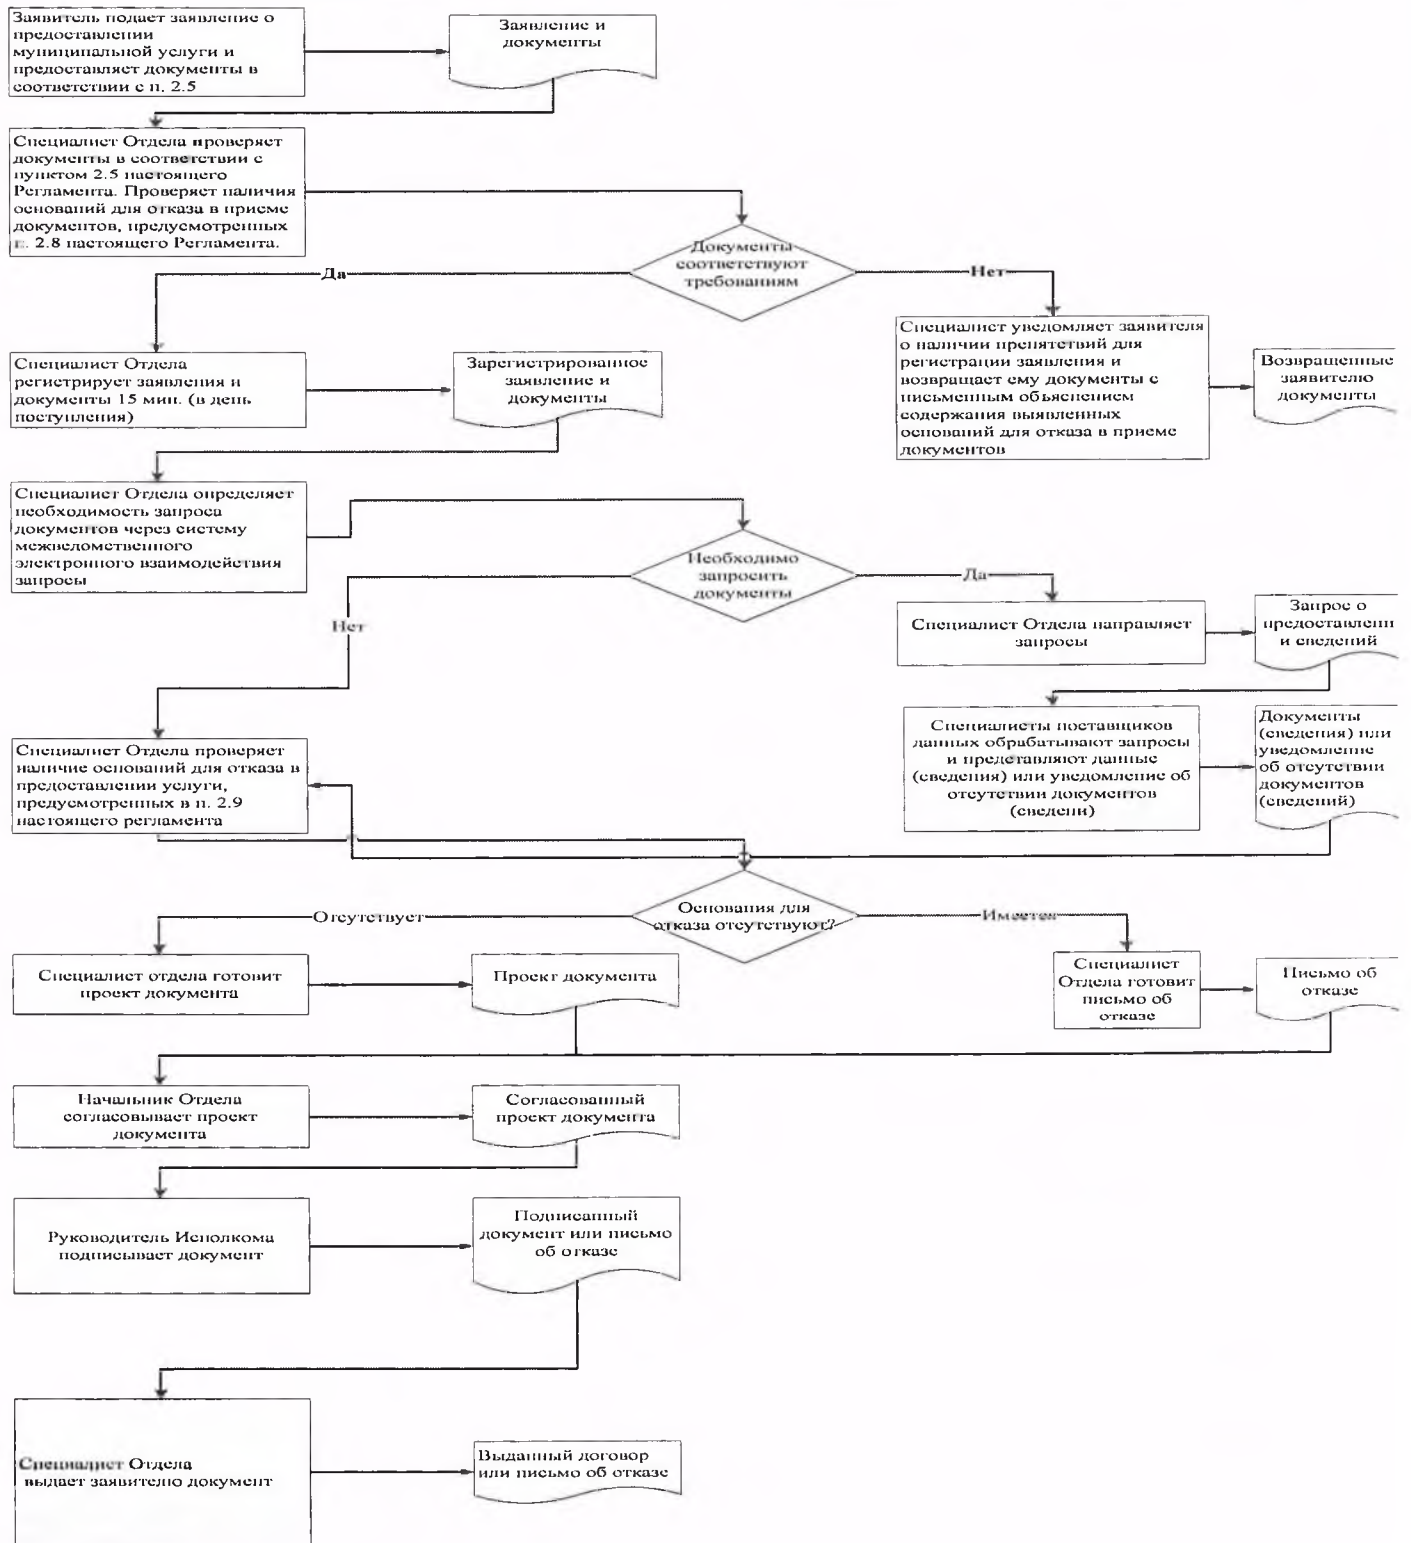 Заявитель подает заявление о
предоставлении
муниципальной услуги и
предоставляет документы в
соответствии с п. 2.5
Заявление и
документы
Специалист Отдела проверяет
документы в соответствии с
пунктом 2.5 настоящего
Регламента. Проверяет наличия
оснований для отказа в приеме
документов, предусмотренных
п. 2.8 настоящего Регламента.
Документы
соответствуют
требованиям
Да
Нет
Специалист уведомляет заявителя
о наличии препятствий для
регистрации заявления и
возвращает ему документы с
письменным объяснением
содержания выявленных
оснований для отказа в приеме
документов
Возвращенные
заявителю
документы
Специалист Отдела
регистрирует заявления и
документы 15 мин. (в день
поступления)
Зарегистрированное
заявление и
документы
Специалист Отдела определяет
необходимость запроса
документов через систему
межведомственного
электронного взаимодействия
запросы
Необходимо
запросить
документы
Да
Нет
Специалист Отдела направляет
запросы
Запрос о
предоставлени
и сведений
Специалисты поставщиков
данных обрабатывают запросы
и представляют данные
(сведения) или уведомление об
отсутствии документов
(сведени)
Документы
(сведения) или
уведомление
об отсутствии
документов
(сведений)
Специалист Отдела проверяет
наличие оснований для отказа в
предоставлении услуги,
предусмотренных в п. 2.9
настоящего регламента
Основания для
отказа отсутствуют?
Отсутствует
Имеется
Специалист отдела готовит
проект документа
Проект документа
Специалист
Отдела готовит
письмо об
отказе
Письмо об
отказе
Начальник Отдела
согласовывает проект
документа
Согласованный
проект документа
Руководитель Исполкома
подписывает документ
Подписанный
документ или письмо
об отказе
Специалист Отдела
выдает заявителю документ
Выданный договор
или письмо об отказе